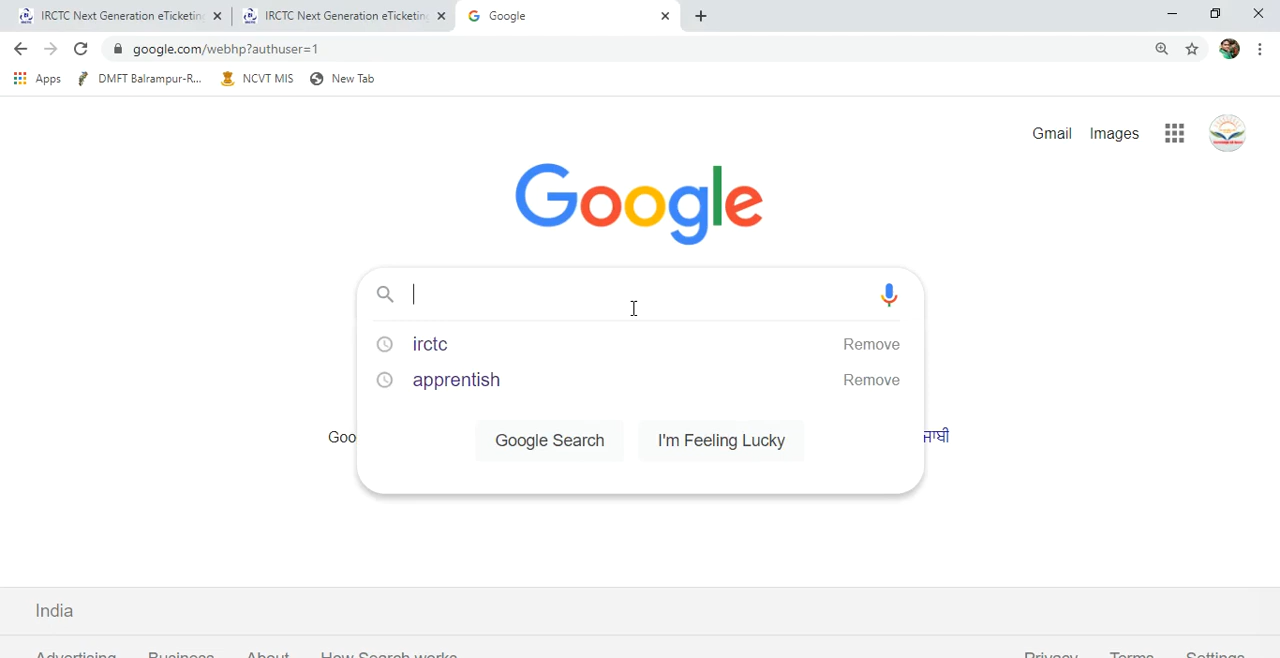 IRCTC Next Generation eTicketing
IRCTC Next Generation eTicketing
Google
google.com/webhp?authuser=1
Apps
DMFT Balrampur-R...
NCVT MIS
New Tab
Gmail
Images
Google
irctc
Remove
apprentish
Remove
Goo
Google Search
I'm Feeling Lucky
ਜਾਬੀ
India
Advertising
Business
About
How Search works
Privacy
Terms
Settings